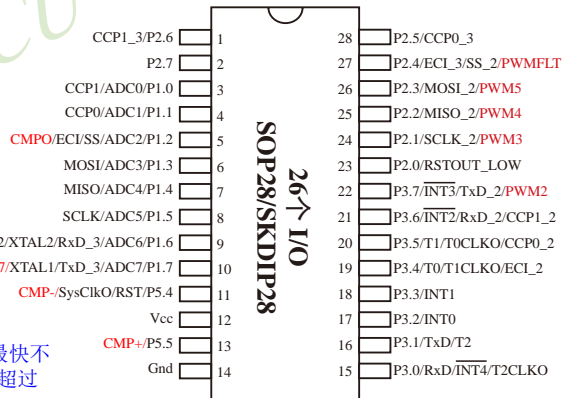 CCP1_3/P2.6 1
P2.7 2
CCP1/ADC0/P1.0 3
CCP0/ADC1/P1.1 4
CMPO/ECI/SS/ADC2/P1.2 5
MOSI/ADC3/P1.3 6
MISO/ADC4/P1.4 7
SCLK/ADC5/P1.5 8
2/XTAL2/RxD_3/ADC6/P1.6 9
7/XTAL1/TxD_3/ADC7/P1.7 10
CMP-/SysClkO/RST/P5.4 11
Vcc 12
CMP+/P5.5 13
Gnd 14
SOP28/SKDIP28
26个 I/O
28 P2.5/CCP0_3
27 P2.4/ECI_3/SS_2/PWMFLT
26 P2.3/MOSI_2/PWM5
25 P2.2/MISO_2/PWM4
24 P2.1/SCLK_2/PWM3
23 P2.0/RSTOUT_LOW
22 P3.7/INT3/TxD_2/PWM2
21 P3.6/INT2/RxD_2/CCP1_2
20 P3.5/T1/T0CLKO/CCP0_2
19 P3.4/T0/T1CLKO/ECI_2
18 P3.3/INT1
17 P3.2/INT0
16 P3.1/TxD/T2
15 P3.0/RxD/INT4/T2CLKO
最快不
超过